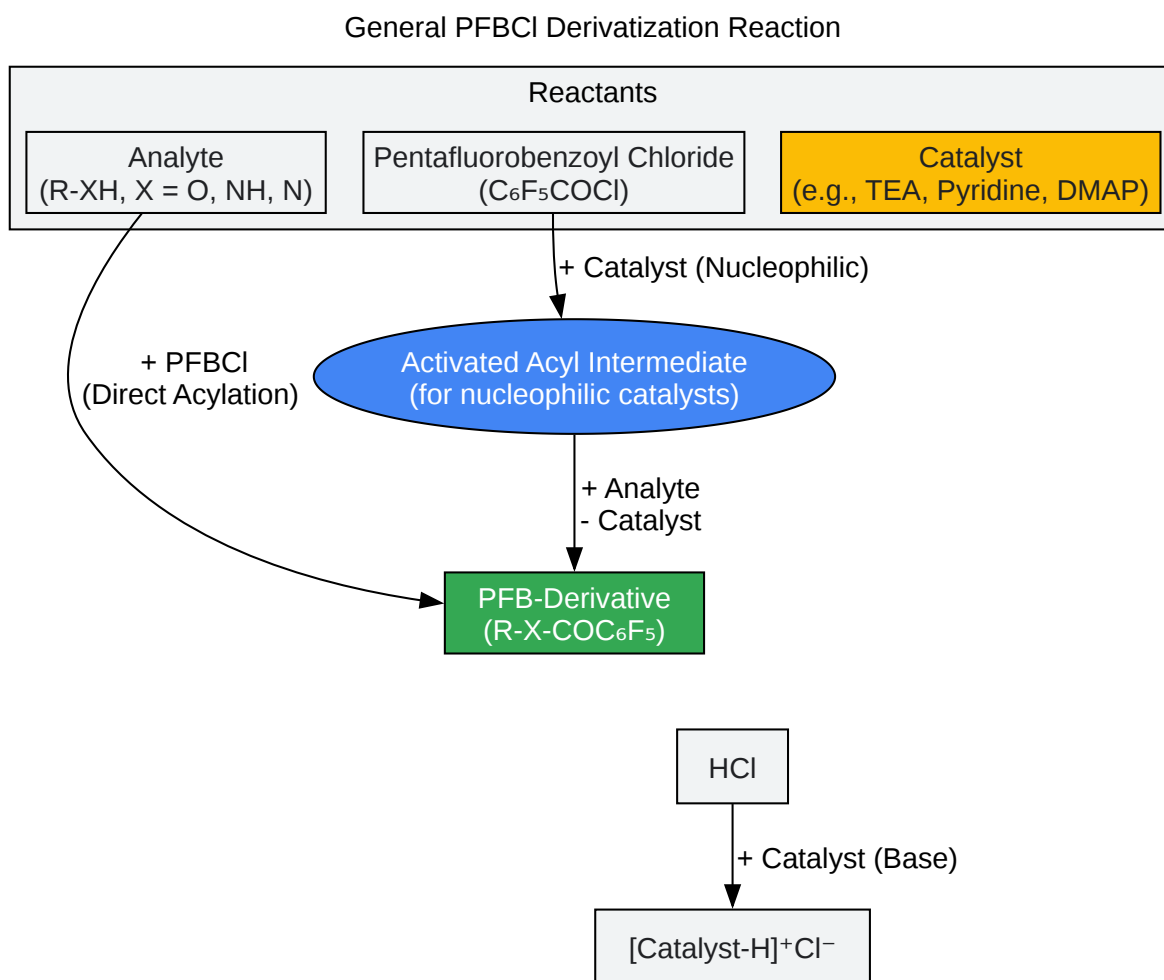 General PFBCl Derivatization Reaction
Reactants
Analyte
(R-XH, X = O, NH, N)
Pentafluorobenzoyl Chloride
(C₆F₅COCl)
Catalyst
(e.g., TEA, Pyridine, DMAP)
+ Catalyst (Nucleophilic)
+ PFBCl
(Direct Acylation)
Activated Acyl Intermediate
(for nucleophilic catalysts)
+ Analyte
- Catalyst
PFB-Derivative
(R-X-COC₆F₅)
HCl
+ Catalyst (Base)
[Catalyst-H]⁺Cl⁻